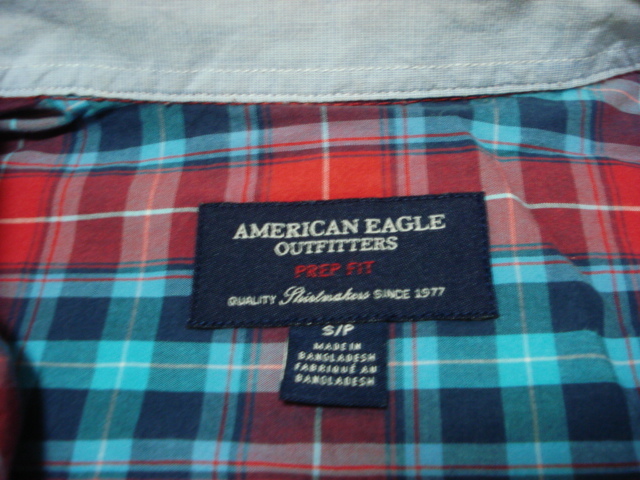 AMERICAN EAGLE
OUTFITTERS
PREP FIT
QUALITY Shirtmakers SINCE 1977
S/P
MADE IN
BANGLADESH
FABRIQUÉ AU
BANGLADESH